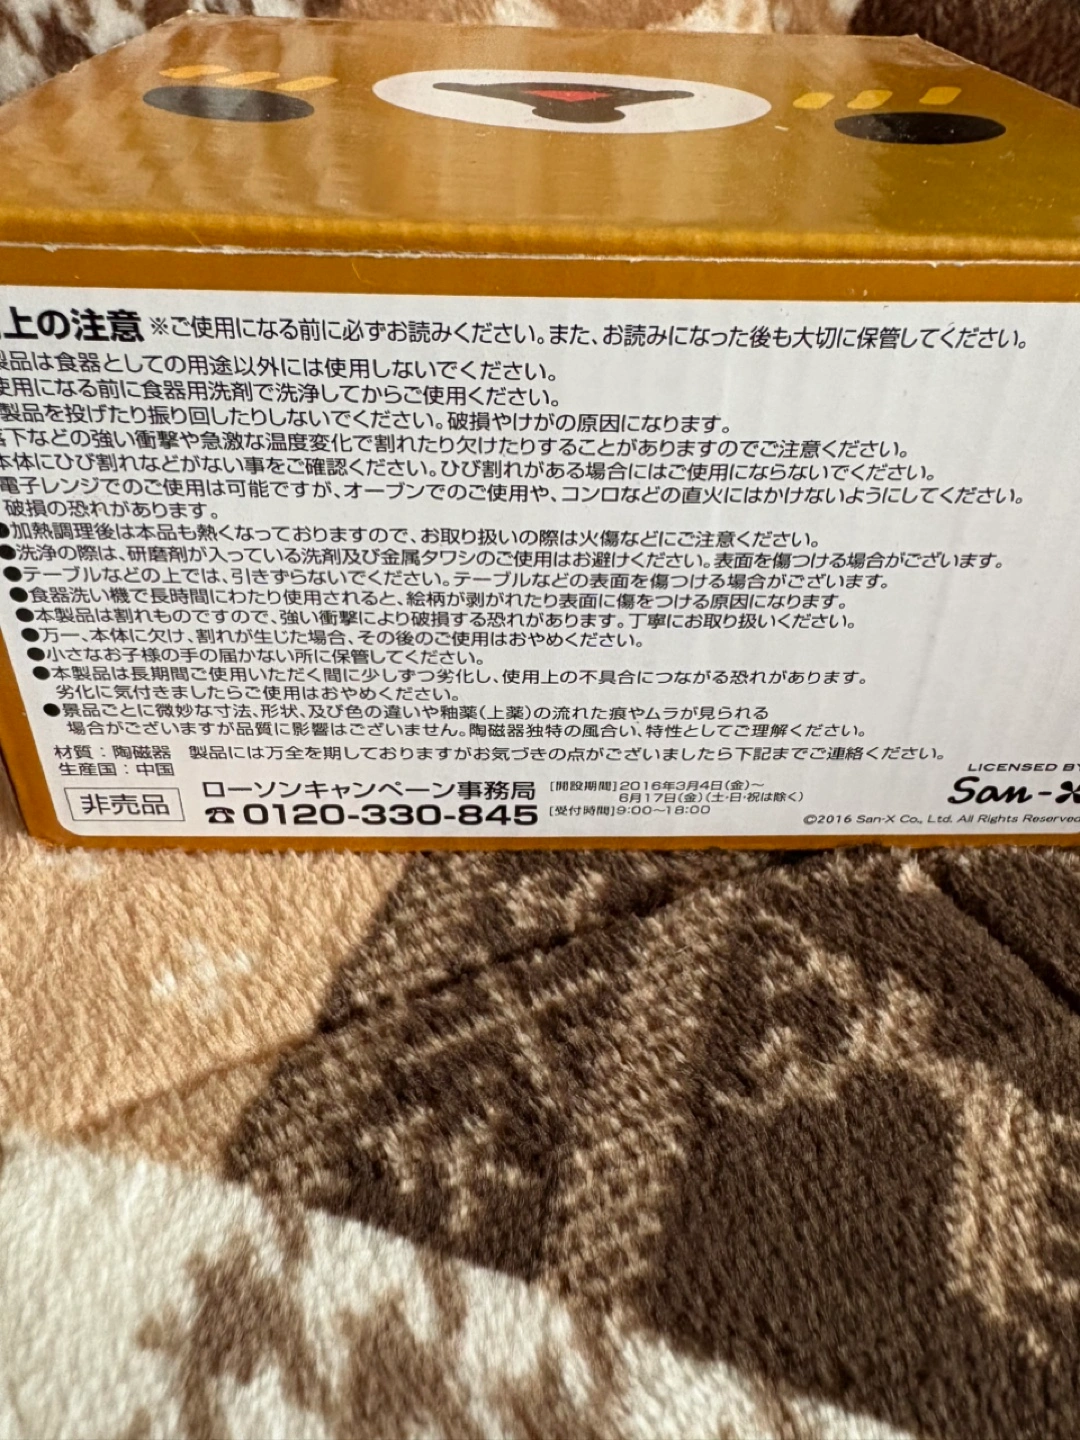 上の注意 ※ご使用になる前に必ずお読みください。また、お読みになった後も大切に保管してください。
製品は食器としての用途以外には使用しないでください。
使用になる前に食器用洗剤で洗浄してからご使用ください。
製品を投げたり振り回したりしないでください。破損やけがの原因になります。
落下などの強い衝撃や急激な温度変化で割れたり欠けたりすることがありますのでご注意ください。
本体にひび割れなどがない事をご確認ください。ひび割れがある場合にはご使用にならないでください。
電子レンジでのご使用は可能ですが、オーブンでのご使用や、コンロなどの直火にはかけないようにしてください。
破損の恐れがあります。
●加熱調理後は本品も熱くなっておりますので、お取り扱いの際は火傷などにご注意ください。
●洗浄の際は、研磨剤が入っている洗剤及び金属タワシのご使用はお避けください。表面を傷つける場合がございます。
●テーブルなどの上では、引きずらないでください。テーブルなどの表面を傷つける場合がございます。
●食器洗い機で長時間にわたり使用されると、絵柄が剥がれたり表面に傷をつける原因になります。
●本製品は割れものですので、強い衝撃により破損する恐れがあります。丁寧にお取り扱いください。
●万一、本体に欠け、割れが生じた場合、その後のご使用はおやめください。
●小さなお子様の手の届かない所に保管してください。
●本製品は長期間ご使用いただく間に少しずつ劣化し、使用上の不具合につながる恐れがあります。
劣化に気付きましたらご使用はおやめください。
●景品ごとに微妙な寸法、形状、及び色の違いや釉薬(上薬)の流れた痕やムラが見られる
場合がございますが品質に影響はございません。陶磁器独特の風合い、特性としてご理解ください。
材質：陶磁器 製品には万全を期しておりますがお気づきの点がございましたら下記までご連絡ください。
生産国：中国
非売品
ローソンキャンペーン事務局
☎0120-330-845
[開設期間]2016年3月4日(金)〜
6月17日(金)(土・日・祝は除く)
[受付時間]9:00〜18:00
LICENSED BY
San-X
©2016 San-X Co., Ltd. All Rights Reserved